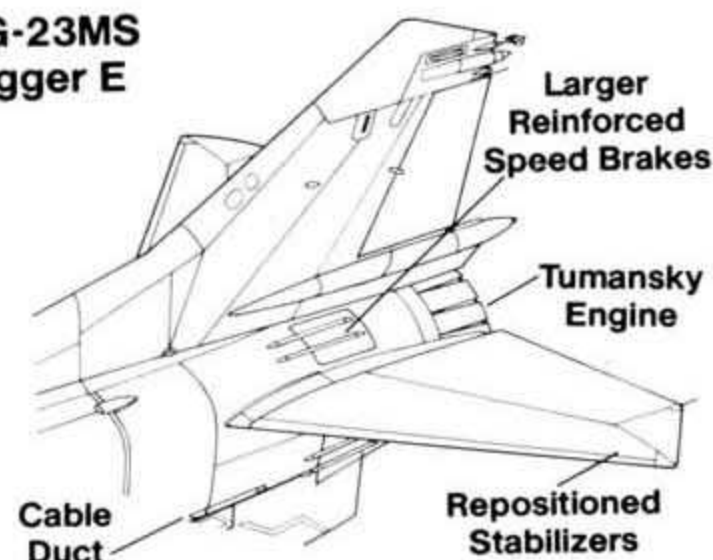 G-23MS
gger E
Larger
Reinforced
Speed Brakes
Tumansky
Engine
Cable
Duct
Repositioned
Stabilizers